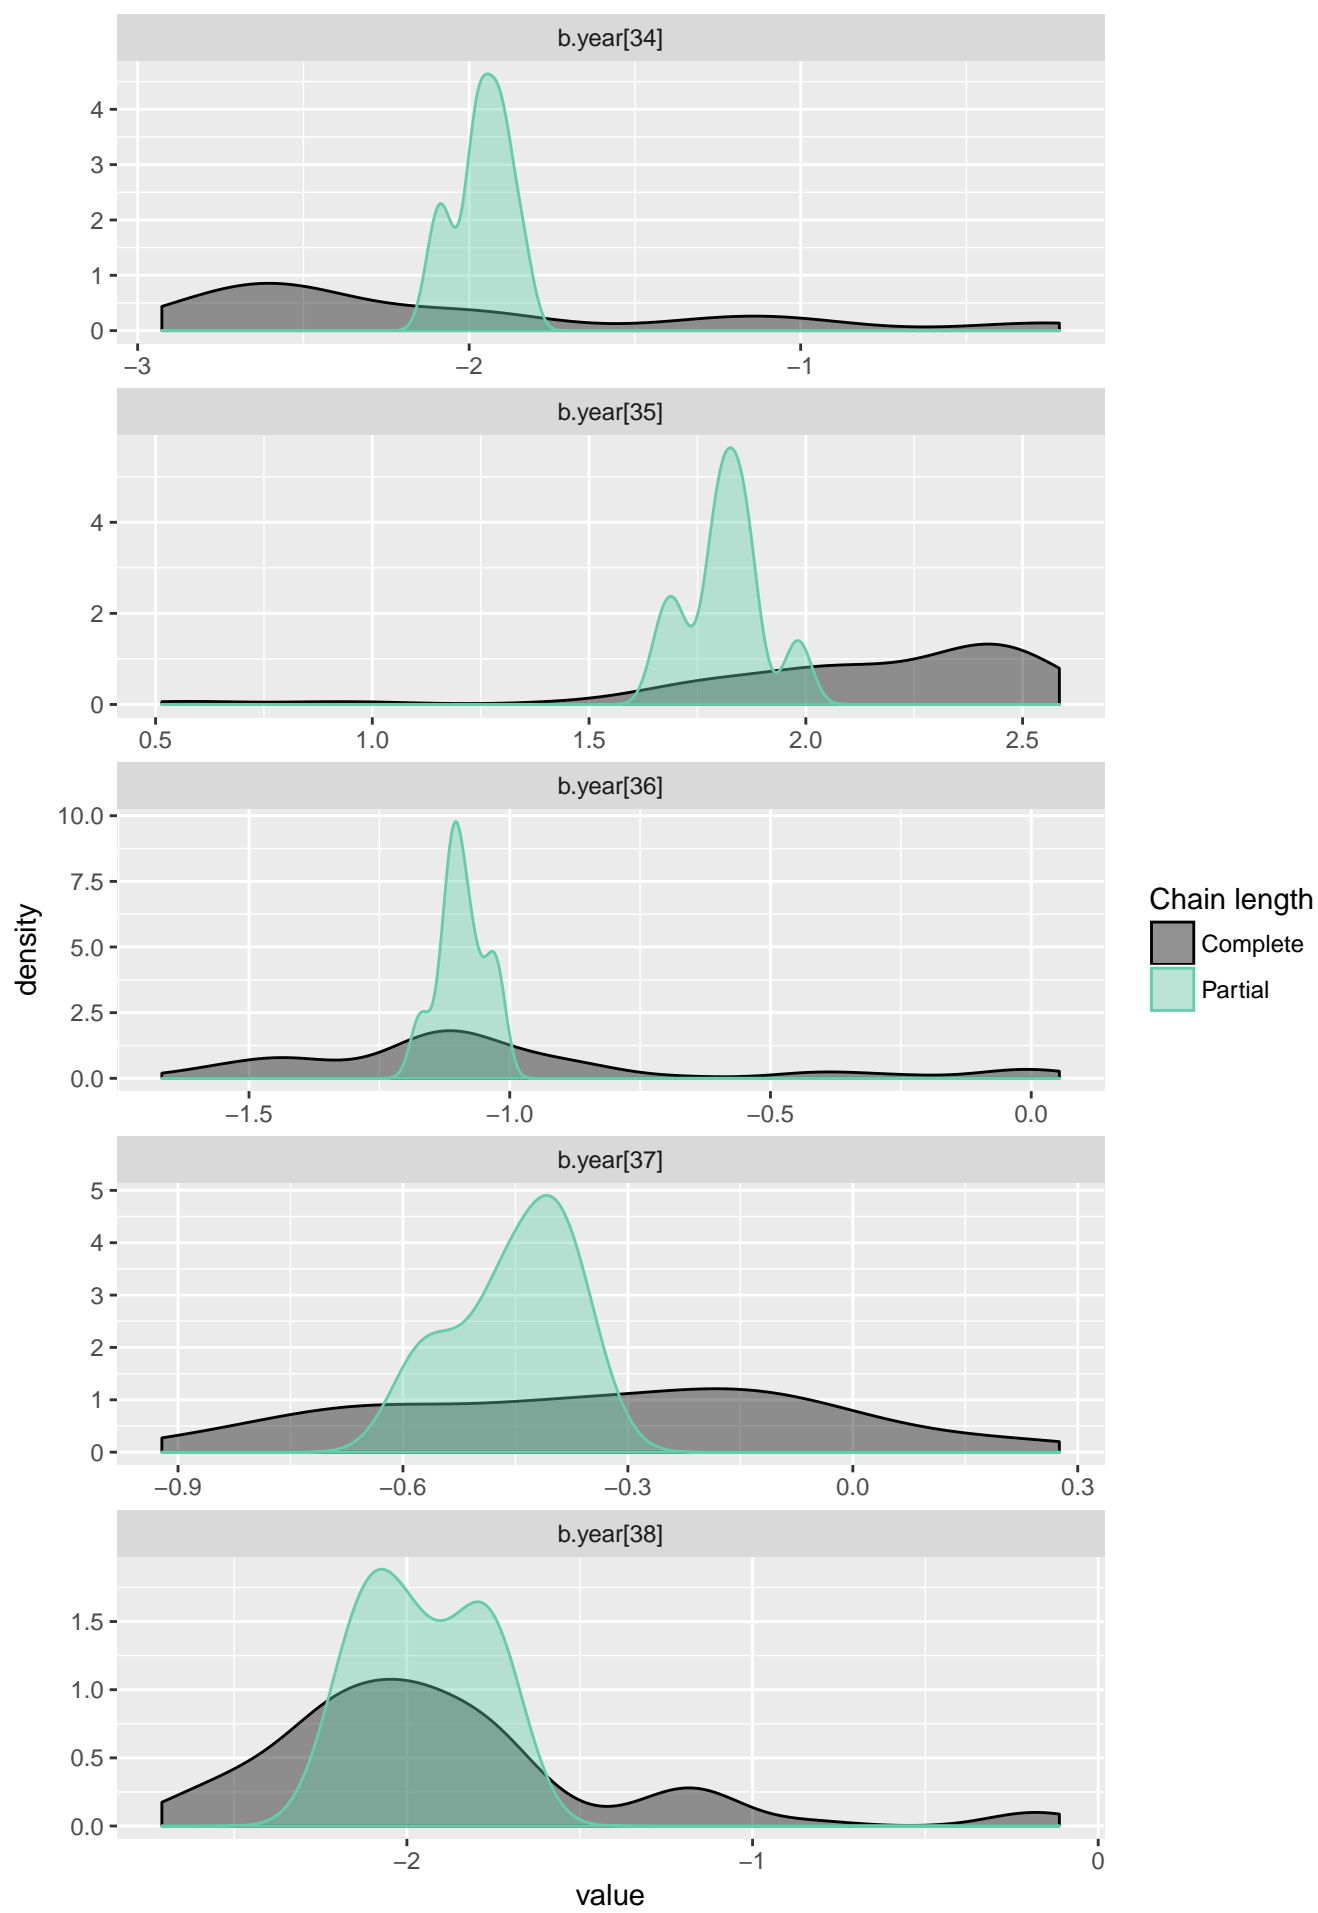 b.year[34]
4
3
2
1
0
−3 −2 −1
b.year[35]
4
2
0
0.5 1.0 1.5 2.0 2.5
b.year[36]
10.0
7.5
5.0
2.5
0.0
−1.5 −1.0 −0.5 0.0
b.year[37]
5
4
3
2
1
0
−0.9 −0.6 −0.3 0.0 0.3
b.year[38]
1.5
1.0
0.5
0.0
−2 −1 0
value
density
Chain length
Complete
Partial